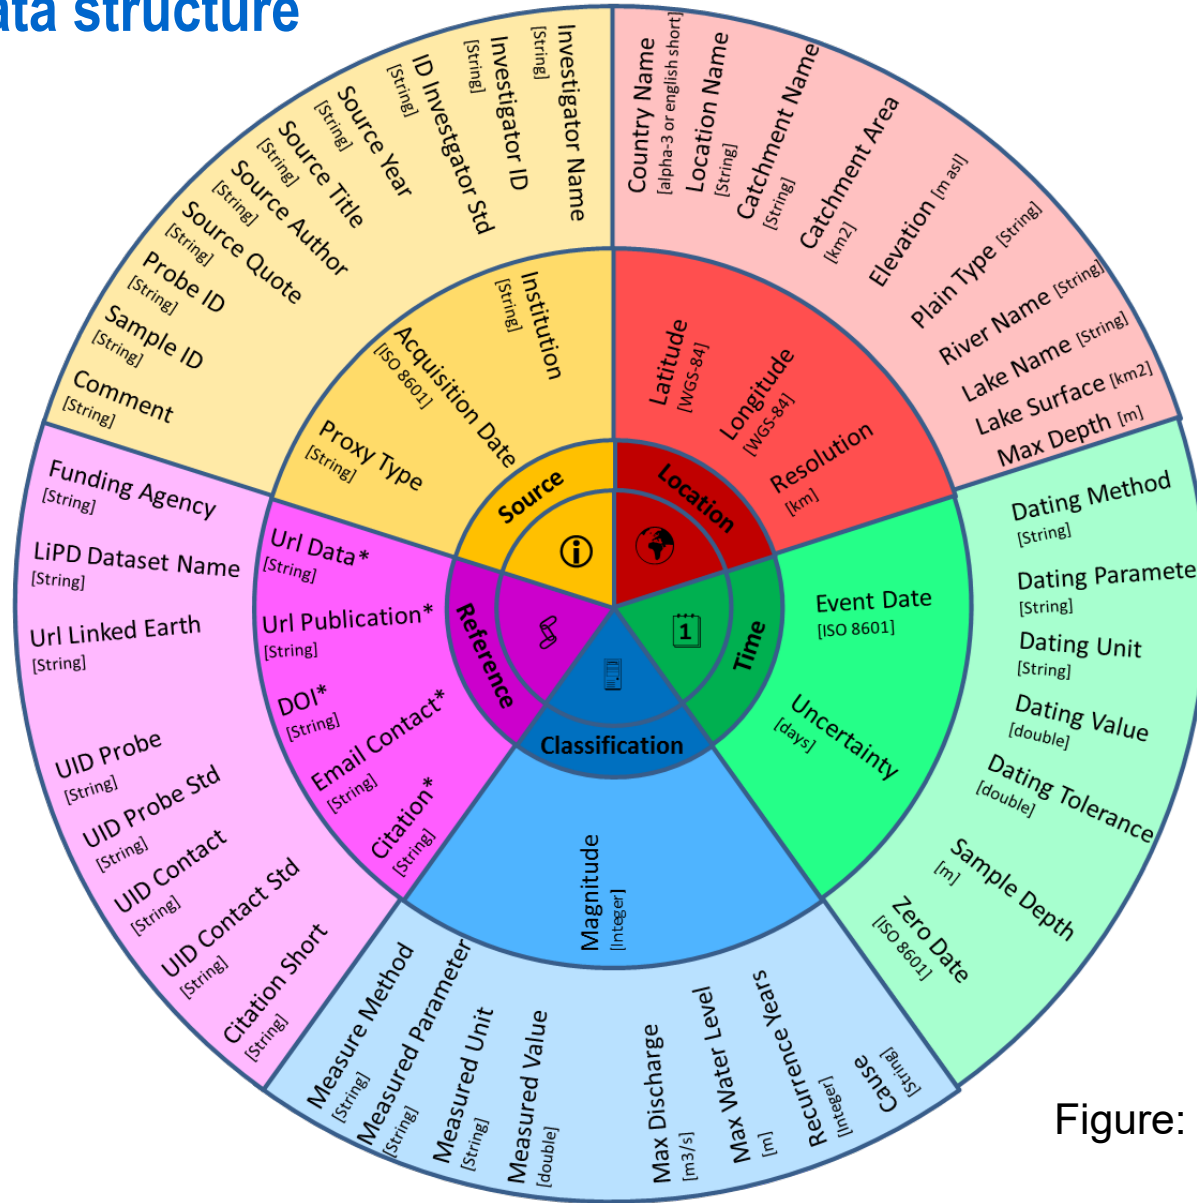 ata structure
Investigator Name
[String]
Investigator ID
[String]
ID Investgator Std
[String]
Source Year
[String]
Source Title
[String]
Source Author
[String]
Source Quote
[String]
Probe ID
[String]
Sample ID
[String]
Comment
[String]
Institution
[String]
Acquisition Date
[ISO 8601]
Proxy Type
[String]
Source
Country Name
[alpha-3 or english short]
Location Name
[String]
Catchment Name
[String]
Catchment Area
[km2]
Elevation [m asl]
Plain Type [String]
River Name [String]
Lake Name [String]
Lake Surface [km2]
Max Depth [m]
Latitude
[WGS-84]
Longitude
[WGS-84]
Resolution
[km]
Location
Dating Method
[String]
Dating Paramete
[String]
Dating Unit
[String]
Dating Value
[double]
Dating Tolerance
[double]
Sample Depth
[m]
Zero Date
[ISO 8601]
Event Date
[ISO 8601]
Uncertainty
[days]
Time
1
Classification
Magnitude
[Integer]
Measure Method
[String]
Measured Parameter
[String]
Measured Unit
[String]
Measured Value
[double]
Max Discharge
[m3/s]
Max Water Level
[m]
Recurrence Years
[Integer]
Cause
[String]
Reference
Url Data*
[String]
Url Publication*
[String]
DOI*
[String]
Email Contact*
[String]
Citation*
[String]
Funding Agency
[String]
LiPD Dataset Name
[String]
Url Linked Earth
[String]
UID Probe
[String]
UID Probe Std
[String]
UID Contact
[String]
UID Contact Std
[String]
Citation Short
[String]
Figure: